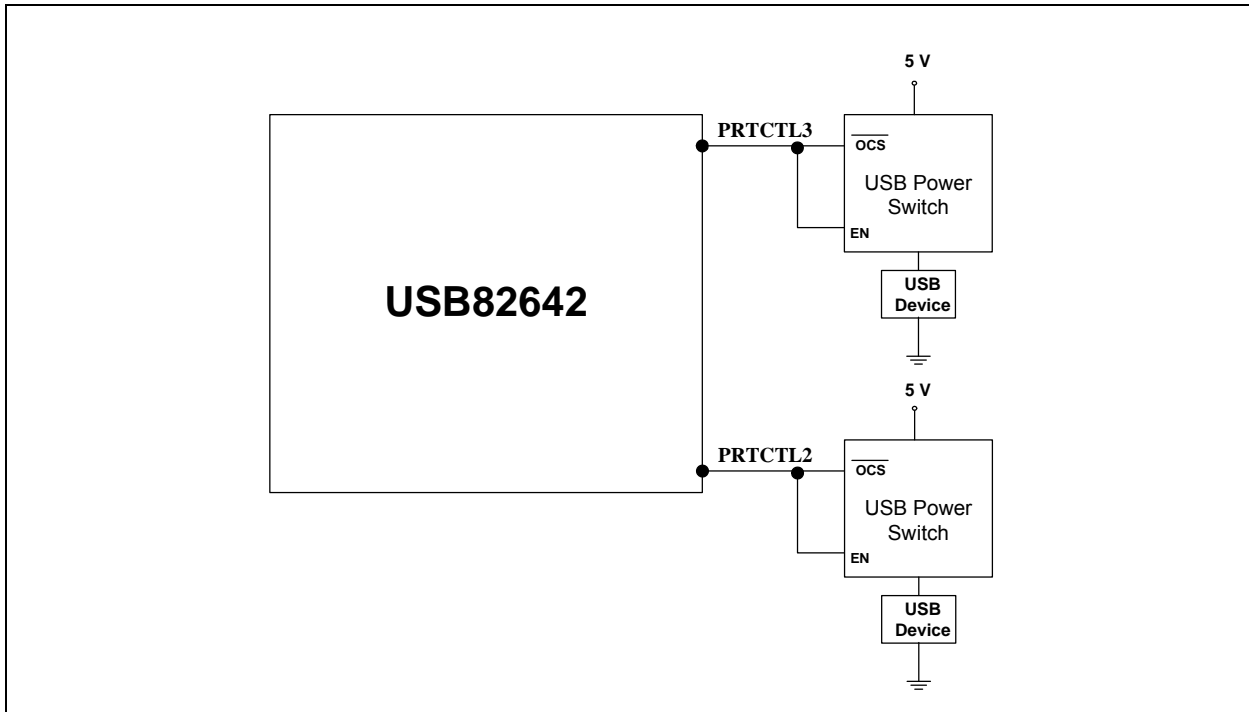 5 V
PRTCTL3
OCS
USB Power
Switch
EN
USB
Device
USB82642
5 V
PRTCTL2
OCS
USB Power
Switch
EN
USB
Device